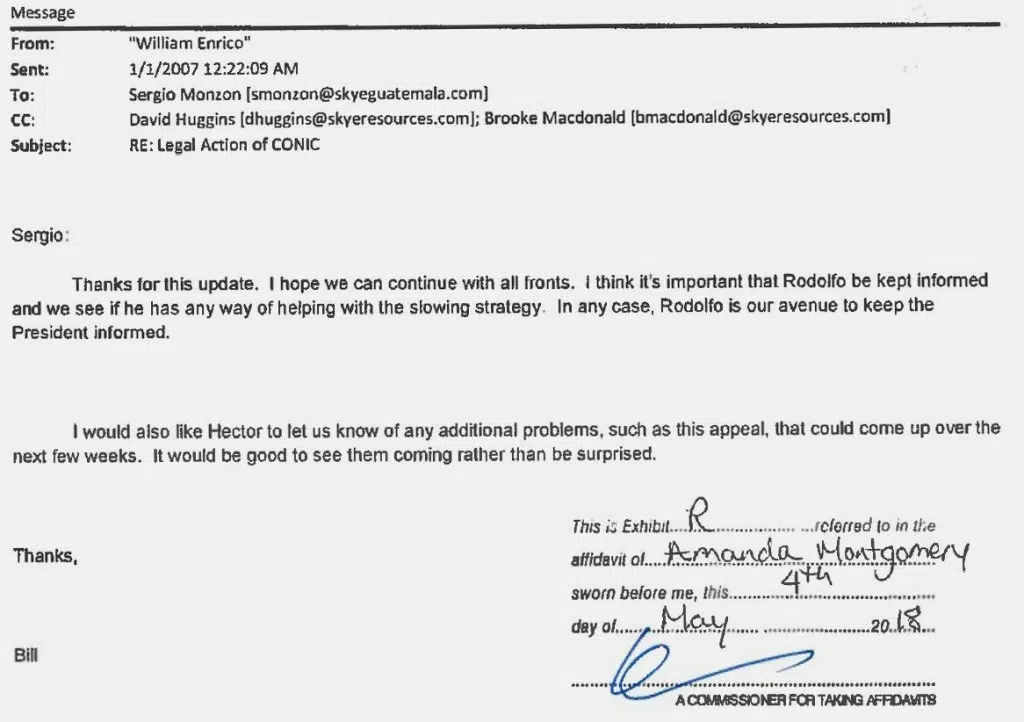 Message
From: "William Enrico"
Sent: 1/1/2007 12:22:09 AM
To: Sergio Monzon [smonzon@skyeguatemala.com]
CC: David Huggins [dhuggins@skyeresources.com]; Brooke Macdonald [bmacdonald@skyeresources.com]
Subject: RE: Legal Action of CONIC
Sergio:
Thanks for this update. I hope we can continue with all fronts. I think it's important that Rodolfo be kept informed
and we see if he has any way of helping with the slowing strategy. In any case, Rodolfo is our avenue to keep the
President informed.
I would also like Hector to let us know of any additional problems, such as this appeal, that could come up over the
next few weeks. It would be good to see them coming rather than be surprised.
Thanks,
Bill
This is Exhibit....R.................. ...referred to in the
affidavit of....Amanda Montgomery
sworn before me, this........4th........
day of......May..............2018
A COMMISSIONER FOR TAKING AFFIDAVITS